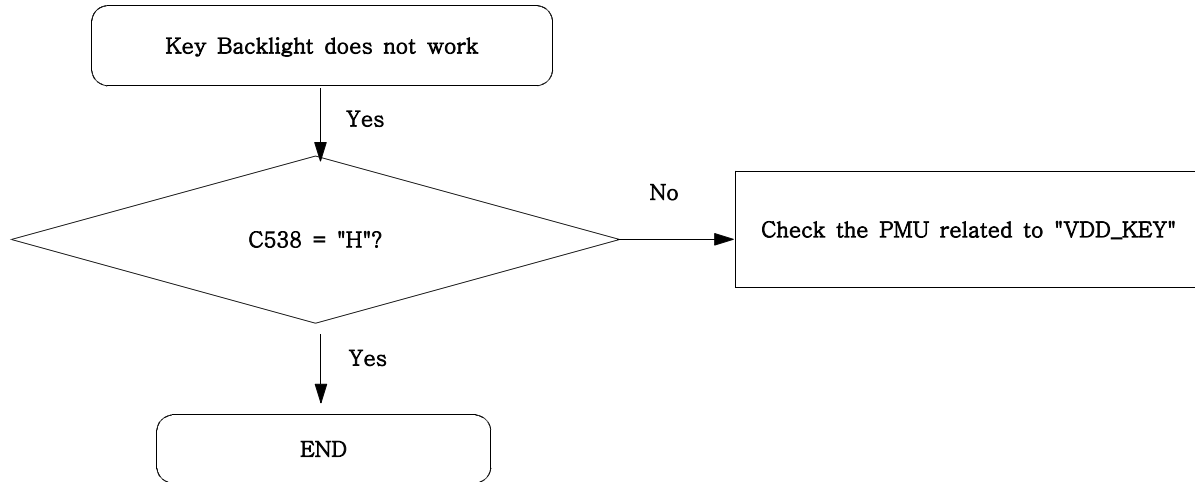 Key Backlight does not work
Yes
No
C538 = "H"?
Check the PMU related to "VDD_KEY"
Yes
END